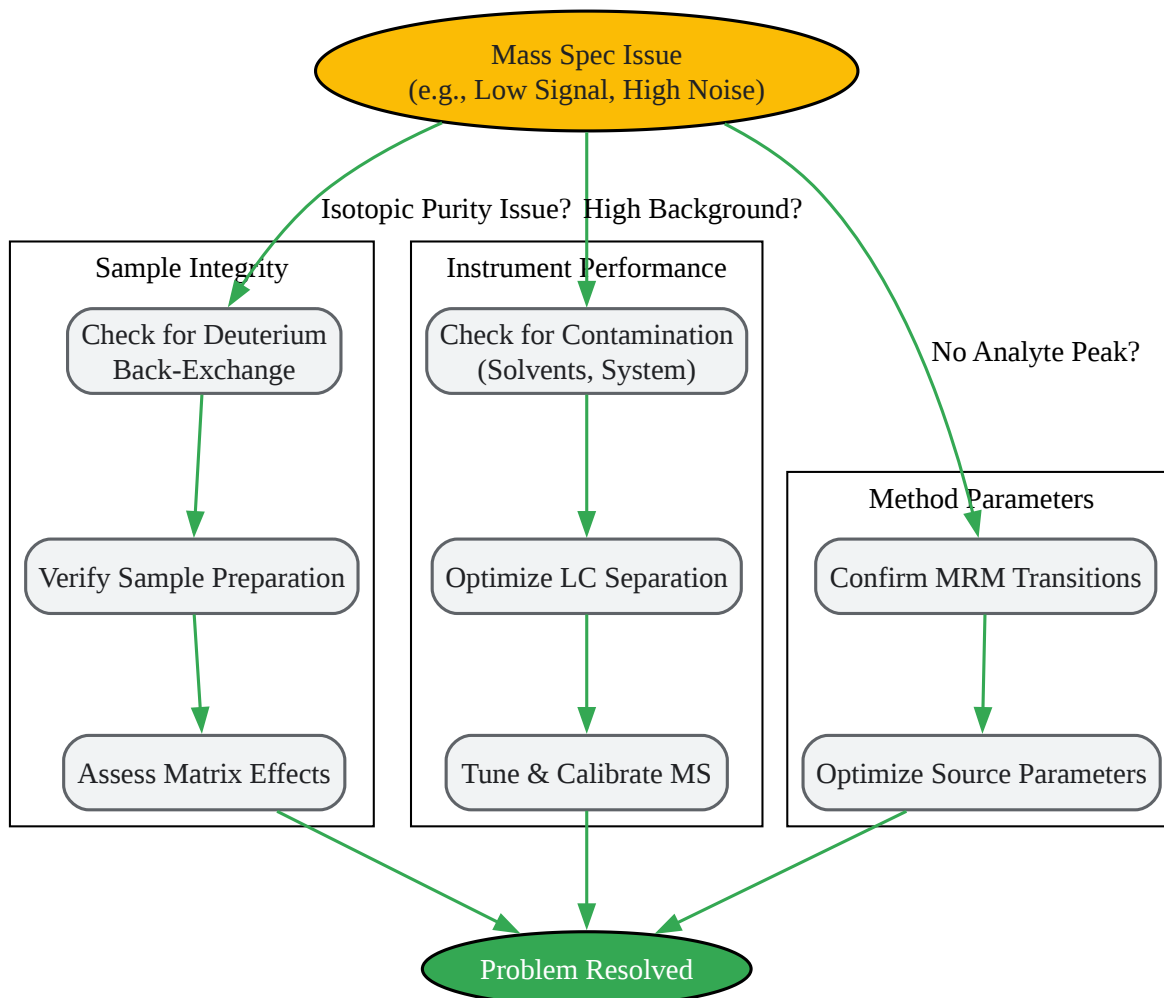 Mass Spec Issue
(e.g., Low Signal, High Noise)
Isotopic Purity Issue?
High Background?
No Analyte Peak?
Sample Integrity
Check for Deuterium
Back-Exchange
Verify Sample Preparation
Assess Matrix Effects
Instrument Performance
Check for Contamination
(Solvents, System)
Optimize LC Separation
Tune & Calibrate MS
Method Parameters
Confirm MRM Transitions
Optimize Source Parameters
Problem Resolved